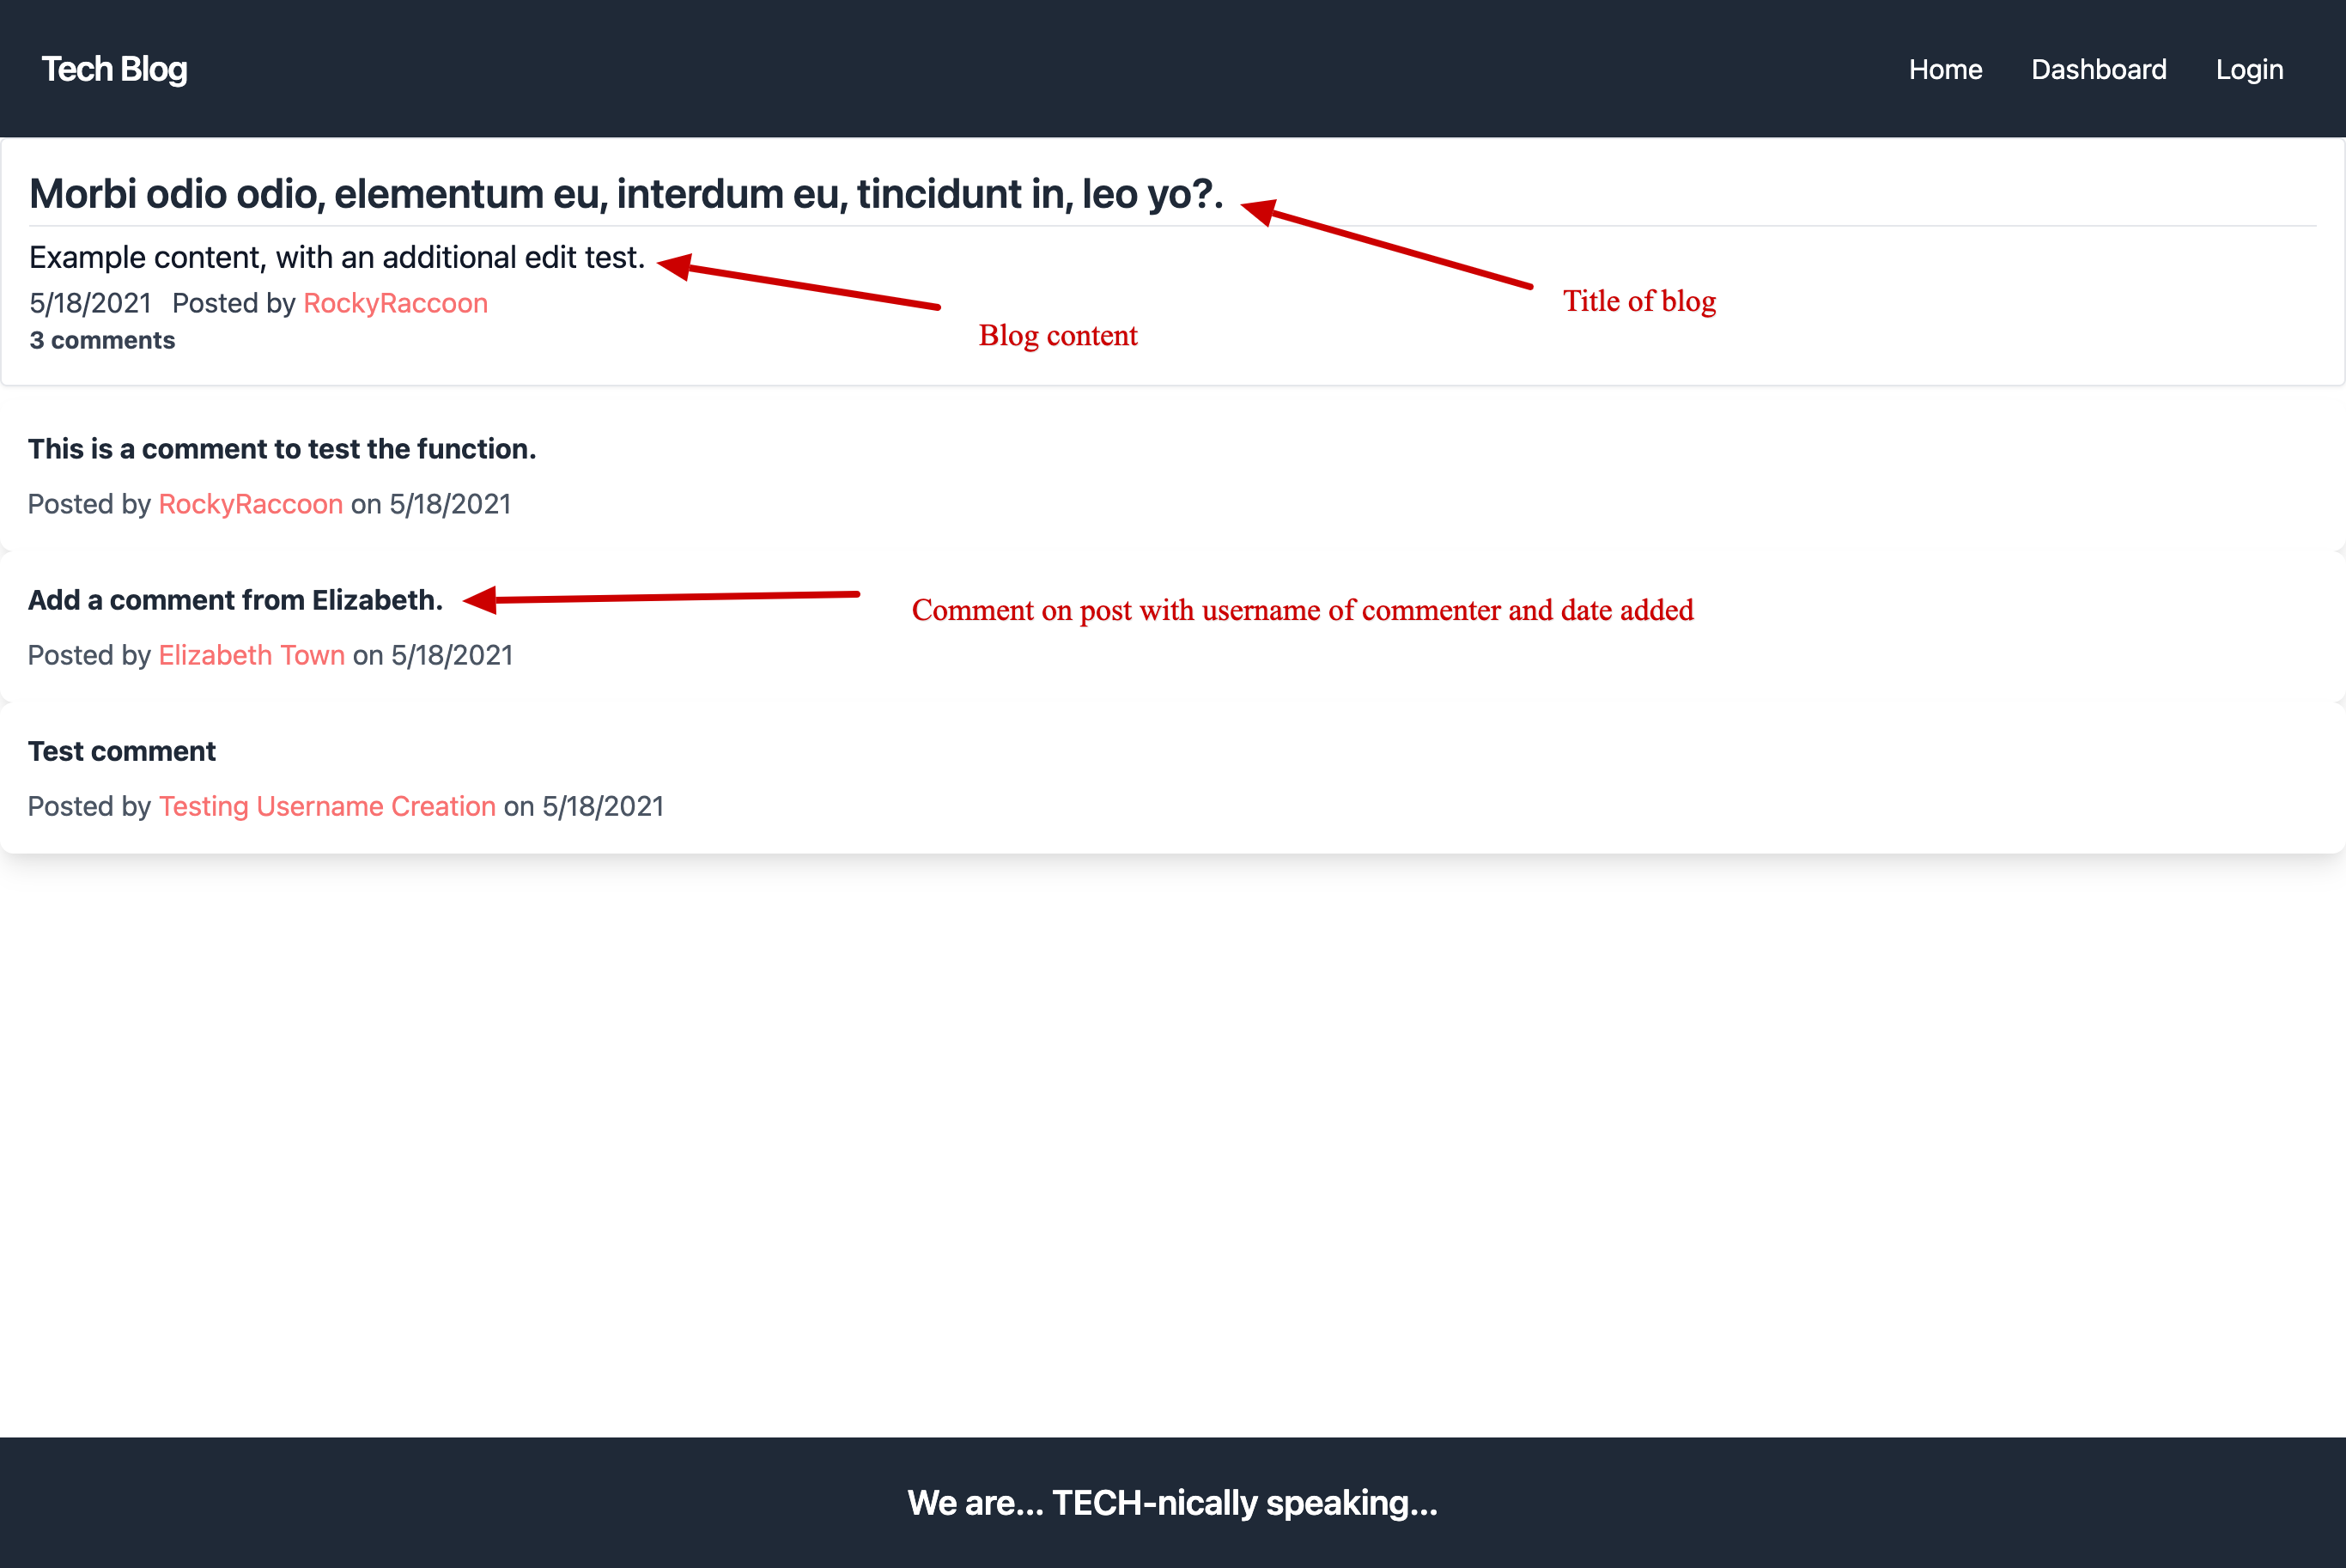 Tech Blog
Home Dashboard Login
Morbi odio odio, elementum eu, interdum eu, tincidunt in, leo yo?.
Example content, with an additional edit test.
5/18/2021 Posted by RockyRaccoon
Title of blog
Blog content
3 comments
This is a comment to test the function.
Posted by RockyRaccoon on 5/18/2021
Add a comment from Elizabeth.
Comment on post with username of commenter and date added
Posted by Elizabeth Town on 5/18/2021
Test comment
Posted by Testing Username Creation on 5/18/2021
We are... TECH-nically speaking...